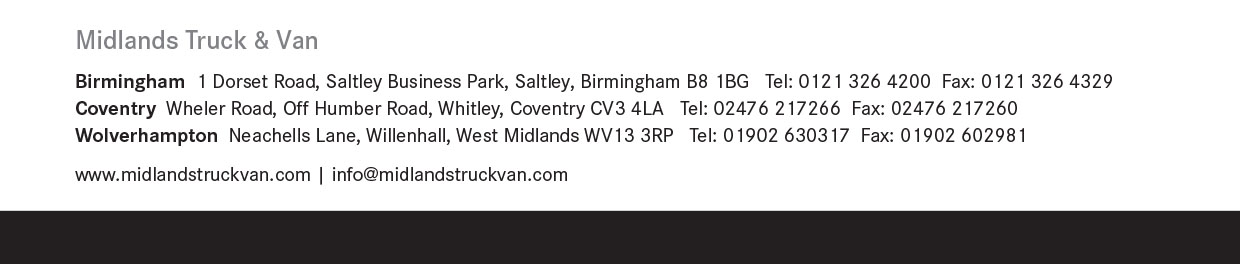 Midlands Truck & Van
Birmingham 1 Dorset Road, Saltley Business Park, Saltley, Birmingham B8 1BG Tel: 0121 326 4200 Fax: 0121 326 4329
Coventry Wheler Road, Off Humber Road, Whitley, Coventry CV3 4LA Tel: 02476 217266 Fax: 02476 217260
Wolverhampton Neachells Lane, Willenhall, West Midlands WV13 3RP Tel: 01902 630317 Fax: 01902 602981
www.midlandstruckvan.com | info@midlandstruckvan.com